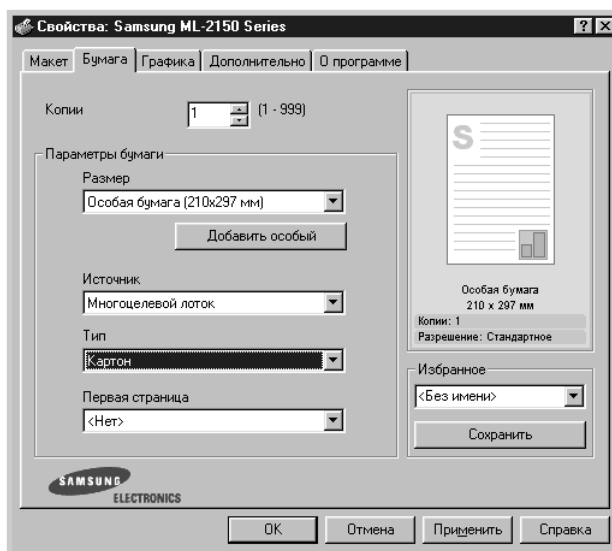 Свойства: Samsung ML-2150 Series
Макет Бумага Графика Дополнительно О программе
Копии 1 (1 - 999)
Параметры бумаги
Размер
Особая бумага (210x297 мм)
Добавить особый
Источник
Многоцелевой лоток
Тип
Картон
Первая страница
<Нет>
S
Особая бумага
210 x 297 мм
Копии: 1
Разрешение: Стандартное
Избранное
<Без имени>
Сохранить
SAMSUNG
ELECTRONICS
OK Отмена Применить Справка